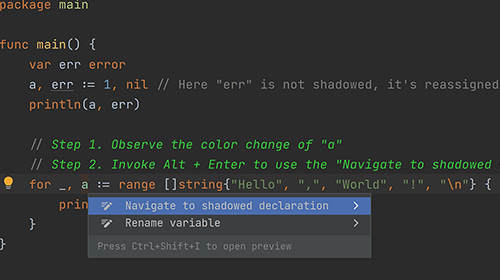 package main
func main() {
var err error
a, err := 1, nil // Here "err" is not shadowed, it's reassigned
println(a, err)
// Step 1. Observe the color change of "a"
// Step 2. Invoke Alt + Enter to use the "Navigate to shadowed
for _, a := range []string{"Hello", ",", "World", "!", "\n"} {
prin
Navigate to shadowed declaration
Rename variable
}
Press Ctrl+Shift+I to open preview
}